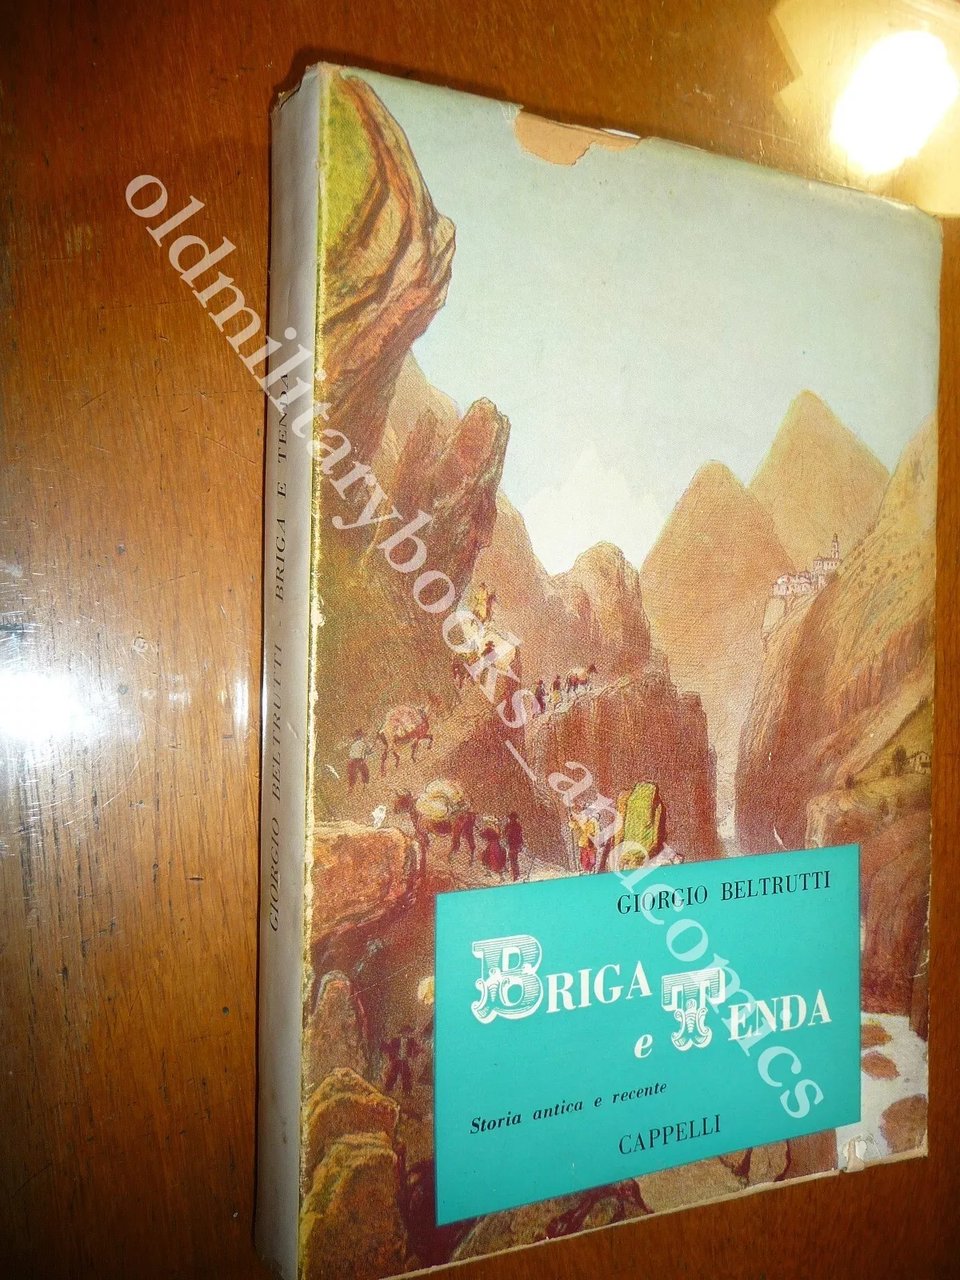 GIORGIO BELTRUTTI - BRIGA E TENDA
GIORGIO BELTRUTTI
BRIGA
e TENDA
Storia antica e recente
CAPPELLI
oldmilitarybooks_andcomics